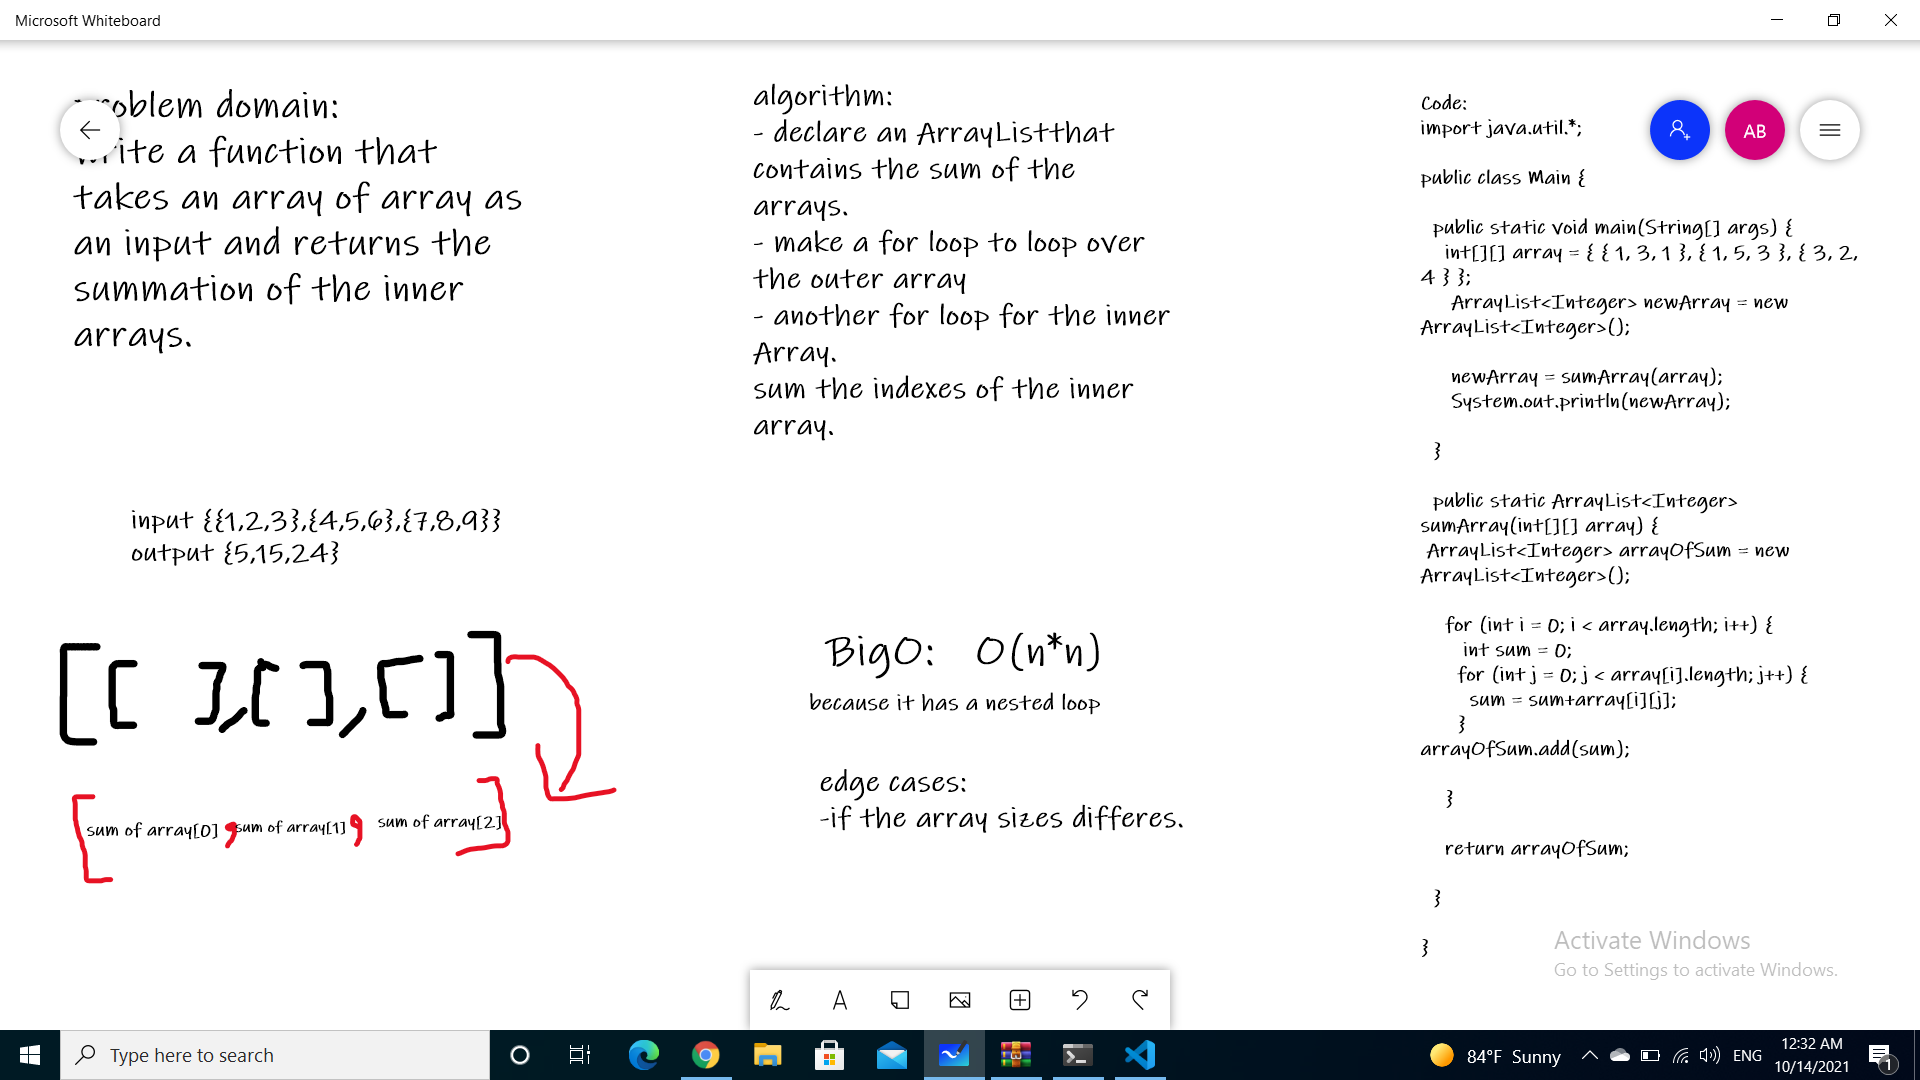 Microsoft Whiteboard
problem domain:
write a function that
takes an array of array as
an input and returns the
summation of the inner
arrays.
input {{1,2,3},{4,5,6},{7,8,9}}
output {5,15,24}
[[ ],[ ],[ ]]
[sum of array[0] , sum of array[1] , sum of array[2]]
algorithm:
- declare an ArrayListthat
contains the sum of the
arrays.
- make a for loop to loop over
the outer array
- another for loop for the inner
Array.
sum the indexes of the inner
array.
BigO: O(n*n)
because it has a nested loop
edge cases:
-if the array sizes differes.
Code:
import java.util.*;
public class Main {
public static void main(String[] args) {
int[][] array = { { 1, 3, 1 }, { 1, 5, 3 }, { 3, 2,
4 } };
ArrayList<Integer> newArray = new
ArrayList<Integer>();
newArray = sumArray(array);
System.out.println(newArray);
}
public static ArrayList<Integer>
sumArray(int[][] array) {
ArrayList<Integer> arrayOfSum = new
ArrayList<Integer>();
for (int i = 0; i < array.length; i++) {
int sum = 0;
for (int j = 0; j < array[i].length; j++) {
sum = sum+array[i][j];
}
arrayOfSum.add(sum);
}
return arrayOfSum;
}
}
AB
Activate Windows
Go to Settings to activate Windows.
Type here to search
84°F Sunny
ENG
12:32 AM
10/14/2021
1